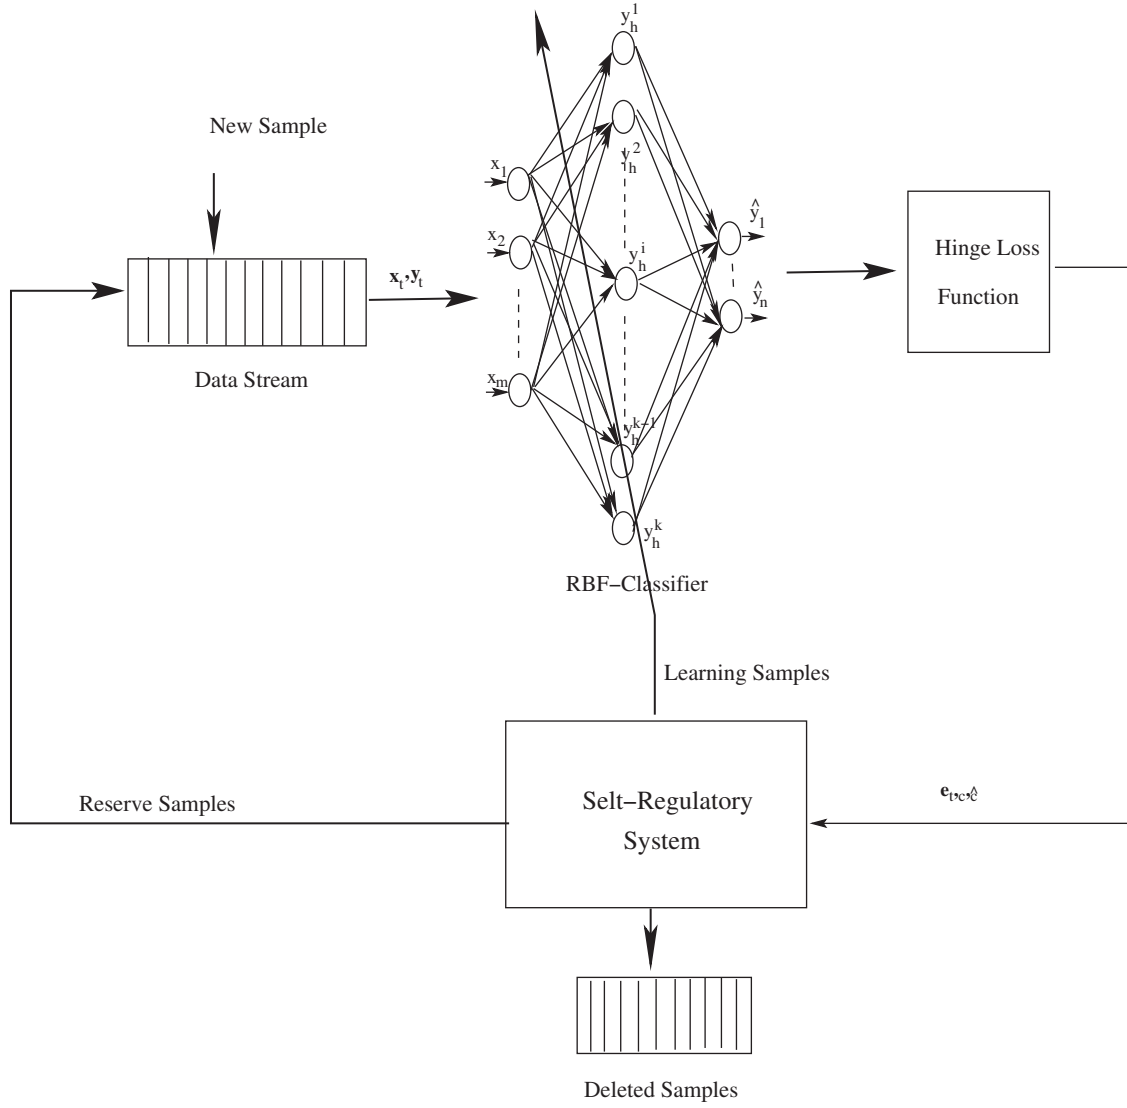 y_h^1
New Sample
y_h^2
x_1
x_2
ŷ_1
y_h^i
Hinge Loss
Function
x_t,y_t
ŷ_n
Data Stream
x_m
y_h^{k-1}
y_h^k
RBF-Classifier
Learning Samples
Reserve Samples
Selt-Regulatory
System
e_t,c,ĉ
Deleted Samples